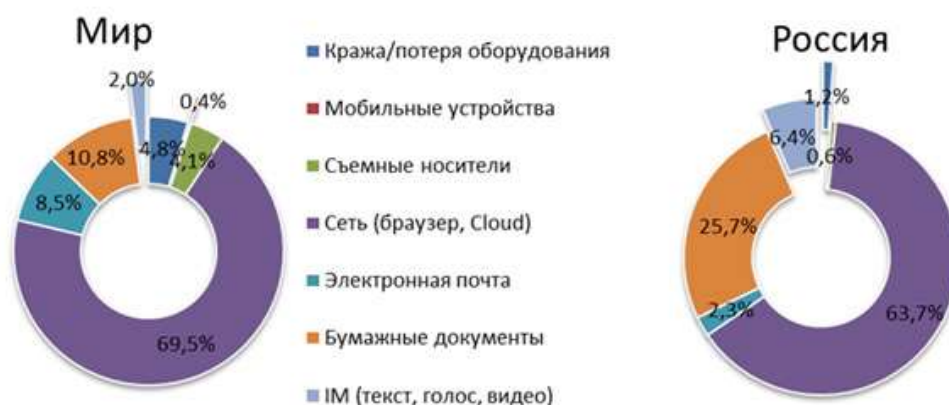 Мир
2,0%
0,4%
4,8%
4,1%
10,8%
8,5%
69,5%
Кража/потеря оборудования
Мобильные устройства
Съемные носители
Сеть (браузер, Cloud)
Электронная почта
Бумажные документы
IM (текст, голос, видео)
Россия
1,2%
6,4%
0,6%
25,7%
2,3%
63,7%